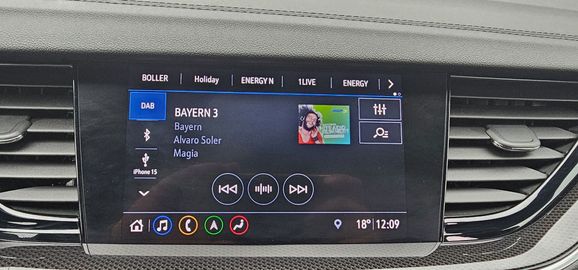 BOLLER Holiday ENERGY N 1LIVE ENERGY
DAB
BAYERN 3
Bayern
Alvaro Soler
Magia
iPhone 15
18° 12:09